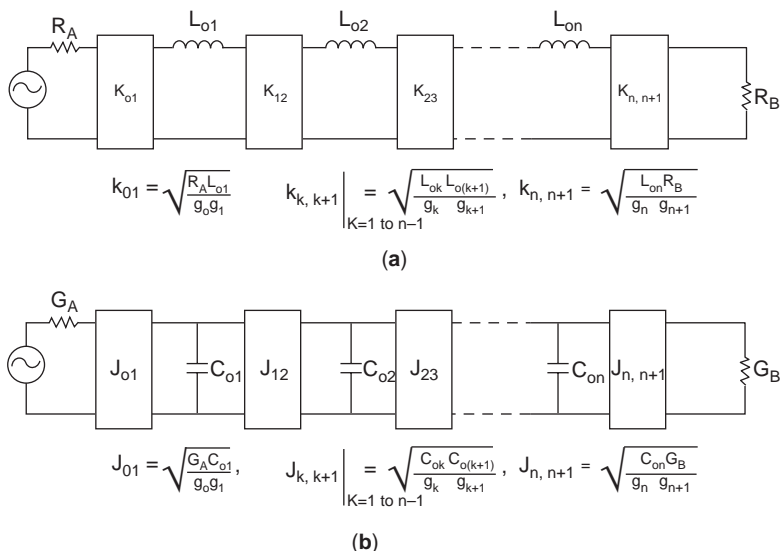 R_A L_o1 L_o2 L_on
K_o1 K_12 K_23 K_n, n+1 R_B
k_01 = √(R_A L_o1 / g_o g_1) k_k, k+1 |_K=1 to n–1 = √(L_ok L_o(k+1) / g_k g_k+1) , k_n, n+1 = √(L_on R_B / g_n g_n+1)
(a)
G_A
J_o1 C_o1 J_12 C_o2 J_23 C_on J_n, n+1 G_B
J_01 = √(G_A C_o1 / g_o g_1) , J_k, k+1 |_K=1 to n–1 = √(C_ok C_o(k+1) / g_k g_k+1) , J_n, n+1 = √(C_on G_B / g_n g_n+1)
(b)